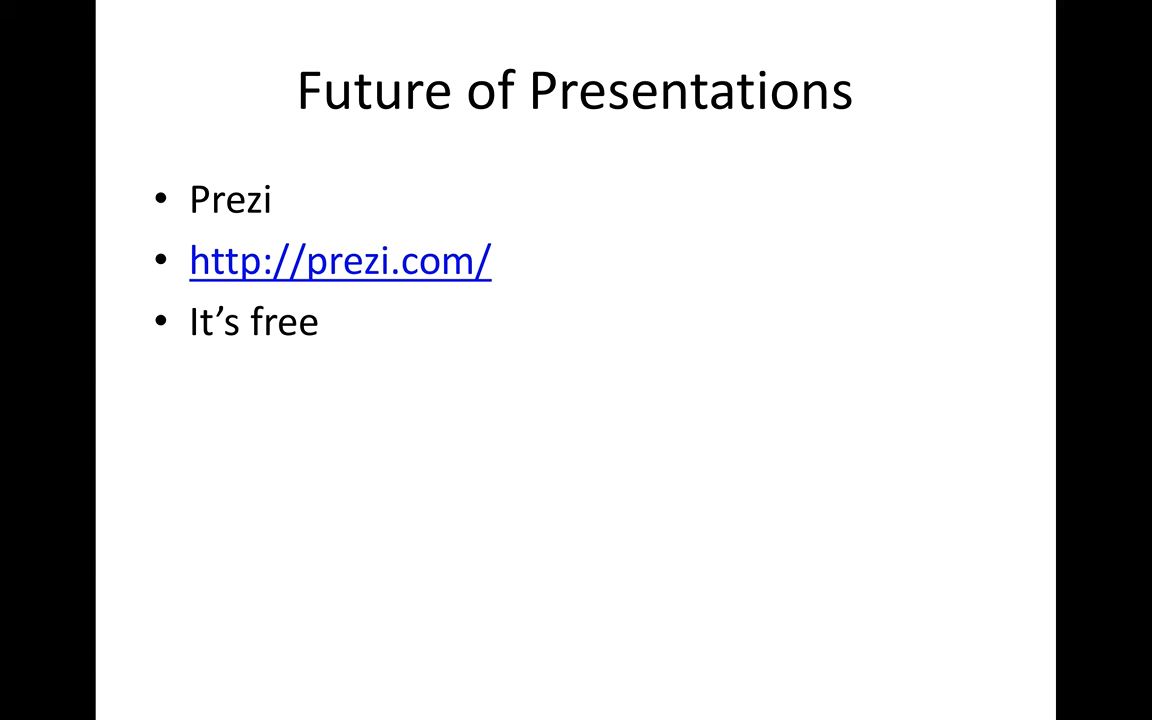 Future of Presentations
• Prezi
• http://prezi.com/
• It’s free